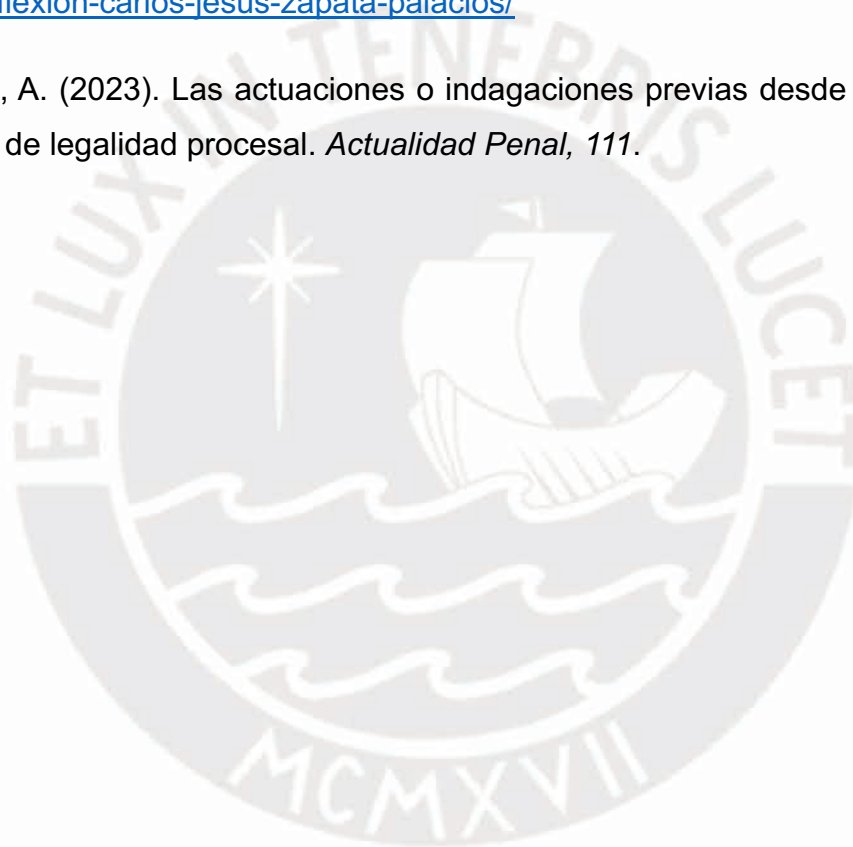 flexion-carlos-jesus-zapata-palacios/
, A. (2023). Las actuaciones o indagaciones previas desde
de legalidad procesal. Actualidad Penal, 111.
ET LUX IN TENEBRIS LUCET
MCMXVII